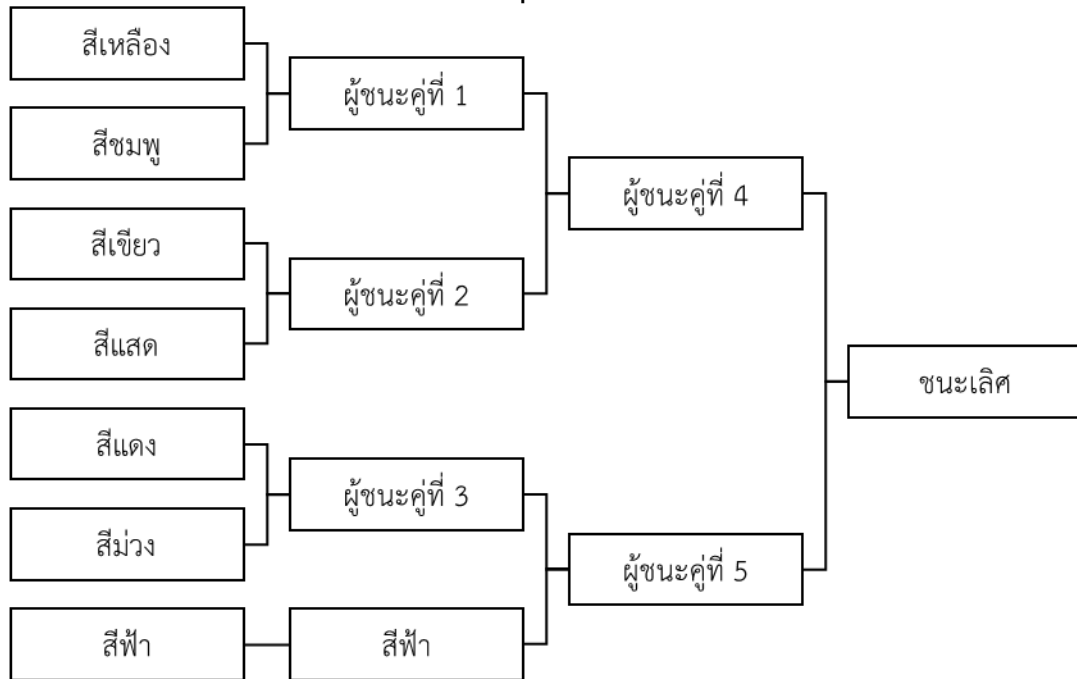 สีเหลือง
สีชมพู
สีเขียว
สีแสด
สีแดง
สีม่วง
สีฟ้า
ผู้ชนะคู่ที่ 1
ผู้ชนะคู่ที่ 2
ผู้ชนะคู่ที่ 3
สีฟ้า
ผู้ชนะคู่ที่ 4
ผู้ชนะคู่ที่ 5
ชนะเลิศ